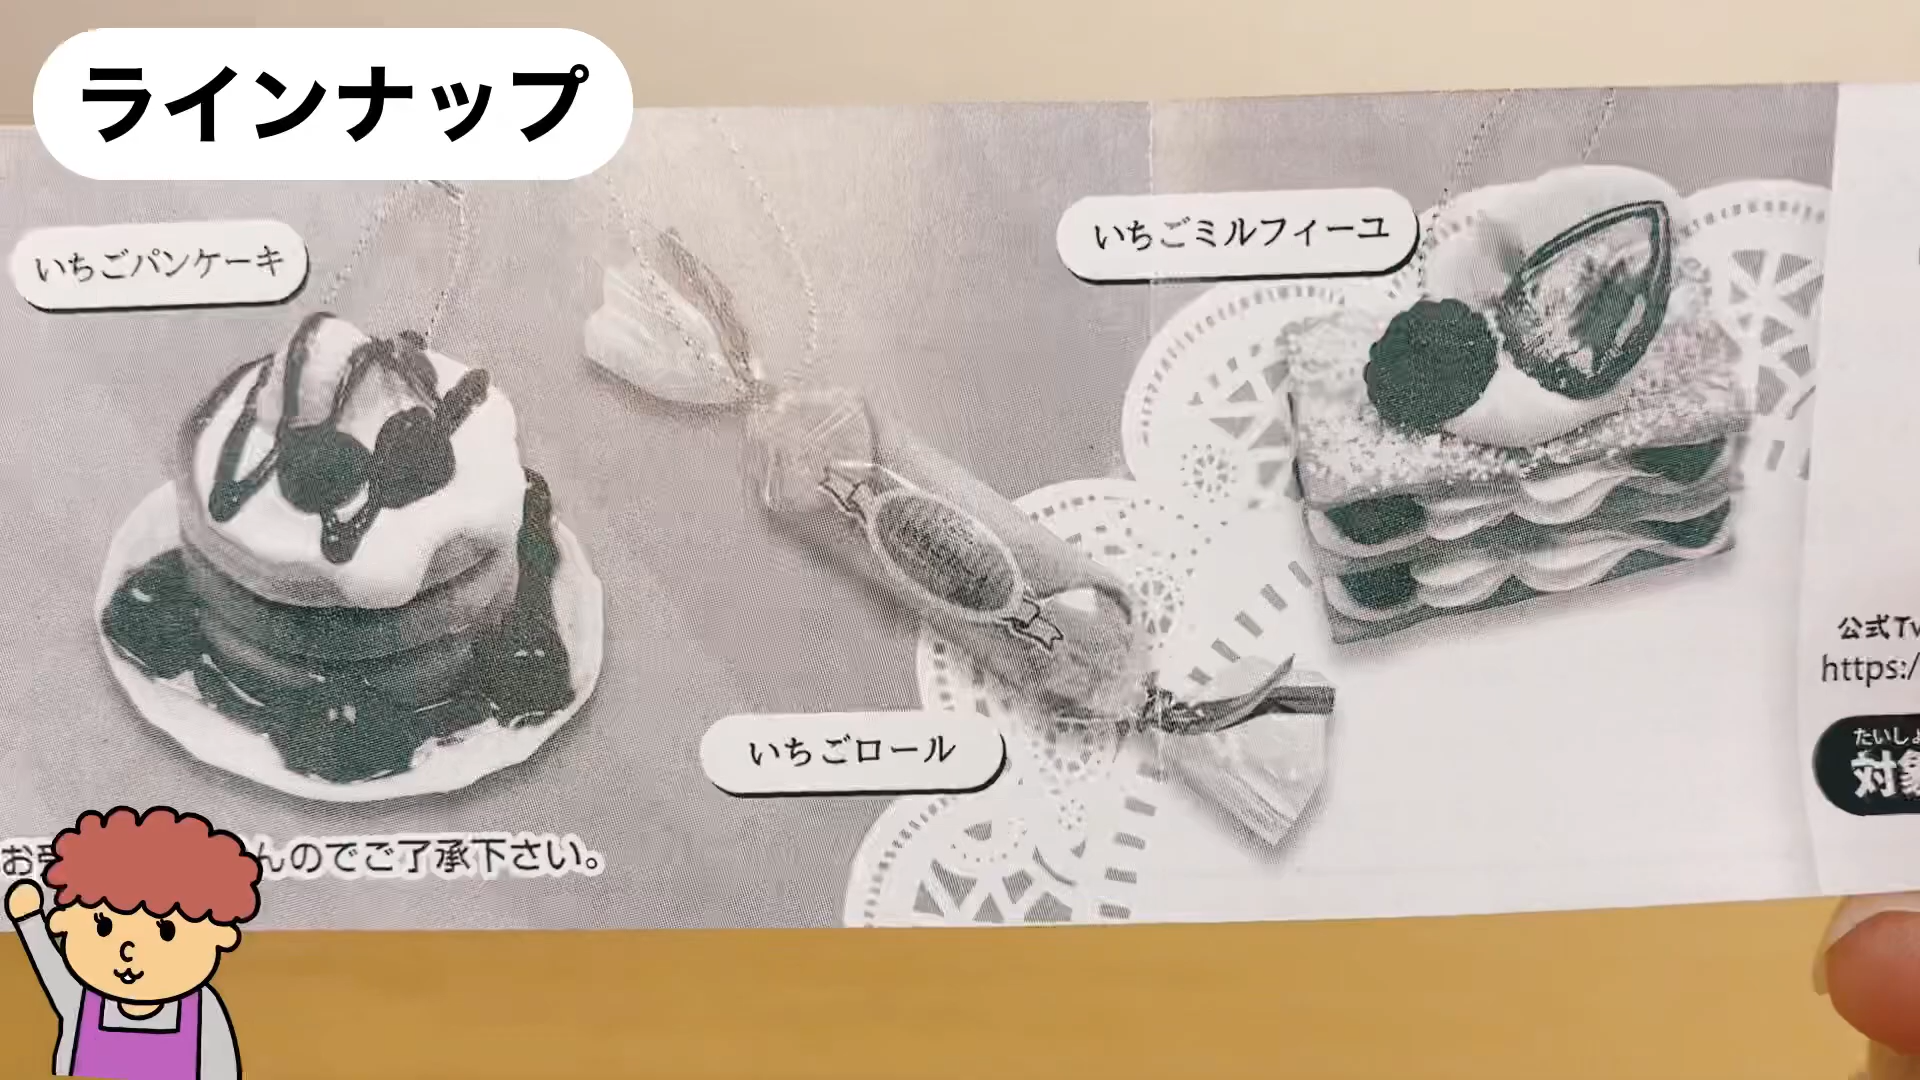 ラインナップ
いちごパンケーキ
いちごミルフィーユ
いちごロール
公式Tw
https:/
たいしょ
対象
お
んのでご了承下さい。